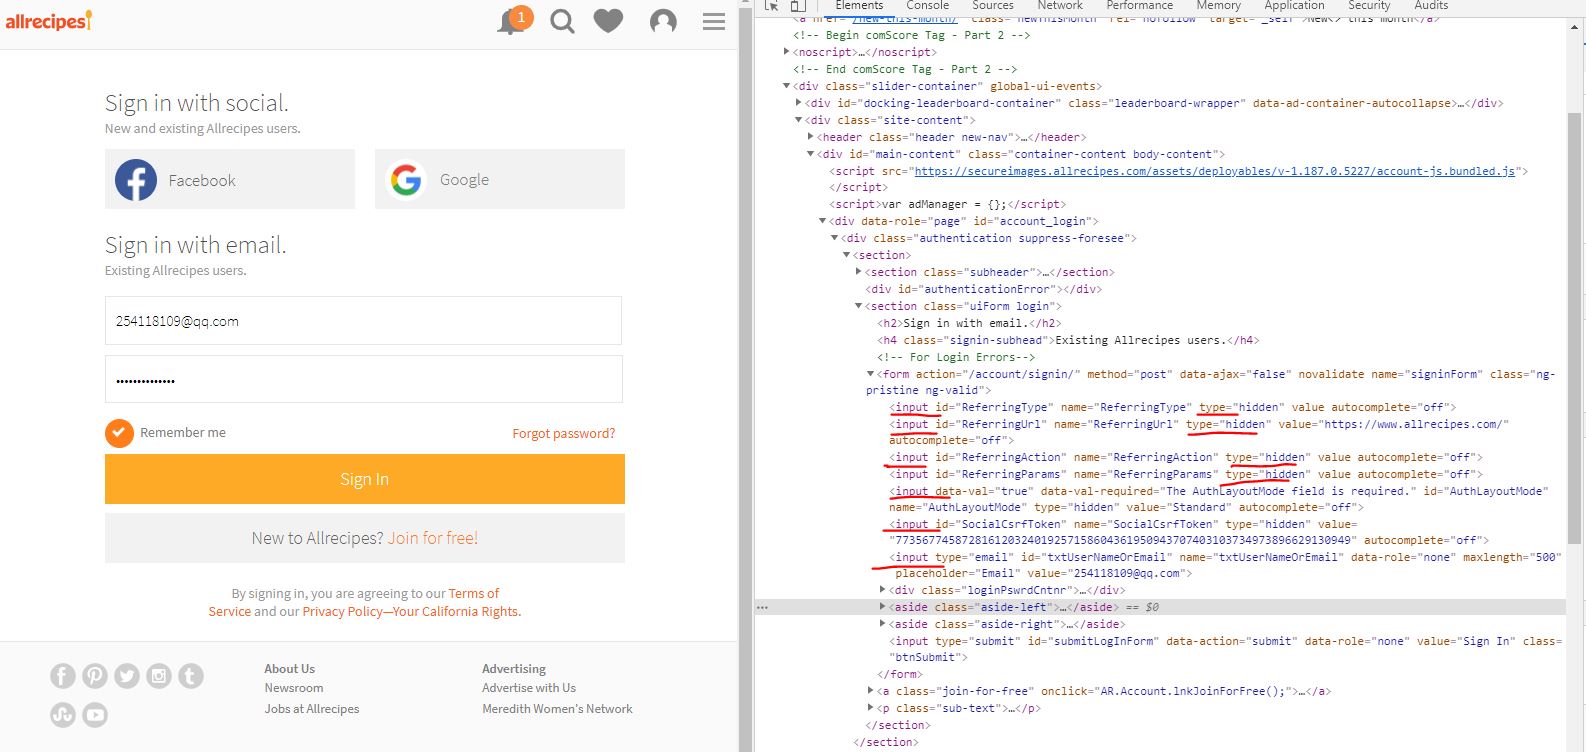 allrecipes
1
Sign in with social.
New and existing Allrecipes users.
Facebook
Google
Sign in with email.
Existing Allrecipes users.
254118109@qq.com
••••••••••••••
Remember me
Forgot password?
Sign In
New to Allrecipes? Join for free!
By signing in, you are agreeing to our Terms of
Service and our Privacy Policy—Your California Rights.
About Us
Newsroom
Jobs at Allrecipes
Advertising
Advertise with Us
Meredith Women's Network
Elements Console Sources Network Performance Memory Application Security Audits
<a href="/new-this-month/" class="newThisMonth" rel="nofollow" target="_self">New<> this month</a>
<!-- Begin comScore Tag - Part 2 -->
<noscript>…</noscript>
<!-- End comScore Tag - Part 2 -->
<div class="slider-container" global-ui-events>
<div id="docking-leaderboard-container" class="leaderboard-wrapper" data-ad-container-autocollapse>…</div>
<div class="site-content">
<header class="header new-nav">…</header>
<div id="main-content" class="container-content body-content">
<script src="https://secureimages.allrecipes.com/assets/deployables/v-1.187.0.5227/account-js.bundled.js">
</script>
<script>var adManager = {};</script>
<div data-role="page" id="account_login">
<div class="authentication suppress-foresee">
<section>
<section class="subheader">…</section>
<div id="authenticationError"></div>
<section class="uiForm login">
<h2>Sign in with email.</h2>
<h4 class="signin-subhead">Existing Allrecipes users.</h4>
<!-- For Login Errors-->
<form action="/account/signin/" method="post" data-ajax="false" novalidate name="signinForm" class="ng-
pristine ng-valid">
<input id="ReferringType" name="ReferringType" type="hidden" value autocomplete="off">
<input id="ReferringUrl" name="ReferringUrl" type="hidden" value="https://www.allrecipes.com/"
autocomplete="off">
<input id="ReferringAction" name="ReferringAction" type="hidden" value autocomplete="off">
<input id="ReferringParams" name="ReferringParams" type="hidden" value autocomplete="off">
<input data-val="true" data-val-required="The AuthLayoutMode field is required." id="AuthLayoutMode"
name="AuthLayoutMode" type="hidden" value="Standard" autocomplete="off">
<input id="SocialCsrfToken" name="SocialCsrfToken" type="hidden" value=
"77356774587281612032401925715860436195094370740310373497389662913​0949" autocomplete="off">
<input type="email" id="txtUserNameOrEmail" name="txtUserNameOrEmail" data-role="none" maxlength="500"
placeholder="Email" value="254118109@qq.com">
<div class="loginPswrdCntnr">…</div>
<aside class="aside-left">…</aside> == $0
<aside class="aside-right">…</aside>
<input type="submit" id="submitLogInForm" data-action="submit" data-role="none" value="Sign In" class=
"btnSubmit">
</form>
<a class="join-for-free" onclick="AR.Account.lnkJoinForFree();">…</a>
<p class="sub-text">…</p>
</section>
</section>